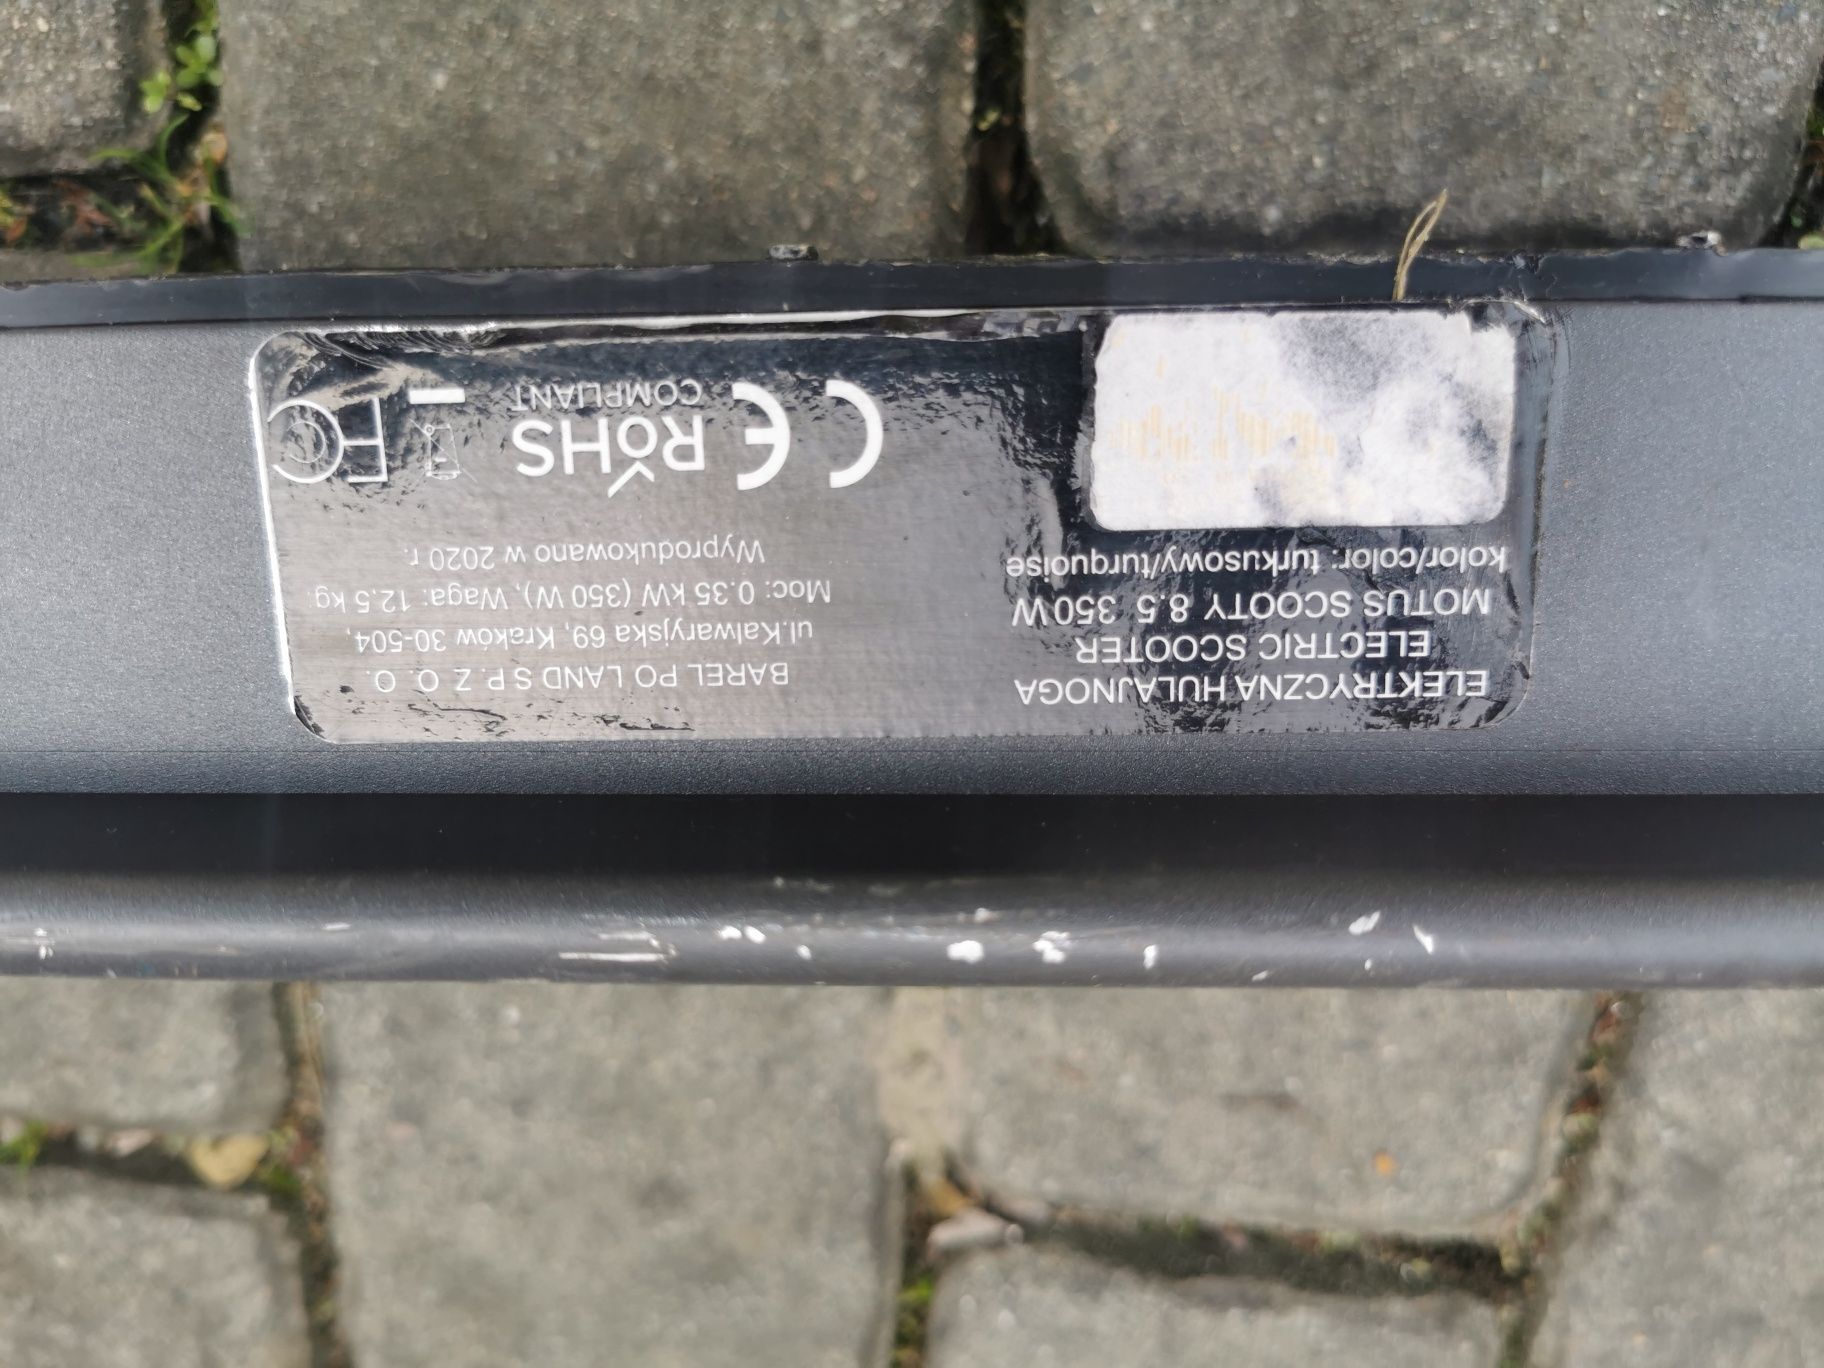 ELEKTRYCZNA HULAJNOGA
ELECTRIC SCOOTER
MOTUS SCOOTY 8.5 350W
kolor/color: turkusowy/turquoise
BAREL PO LAND S P. Z O. O.
ul.Kalwaryjska 69, Kraków 30-504,
Moc: 0.35 kW (350 W), Waga: 12.5 kg.
Wyprodukowano w 2020 r.
CE RoHS FC
COMPLIANT